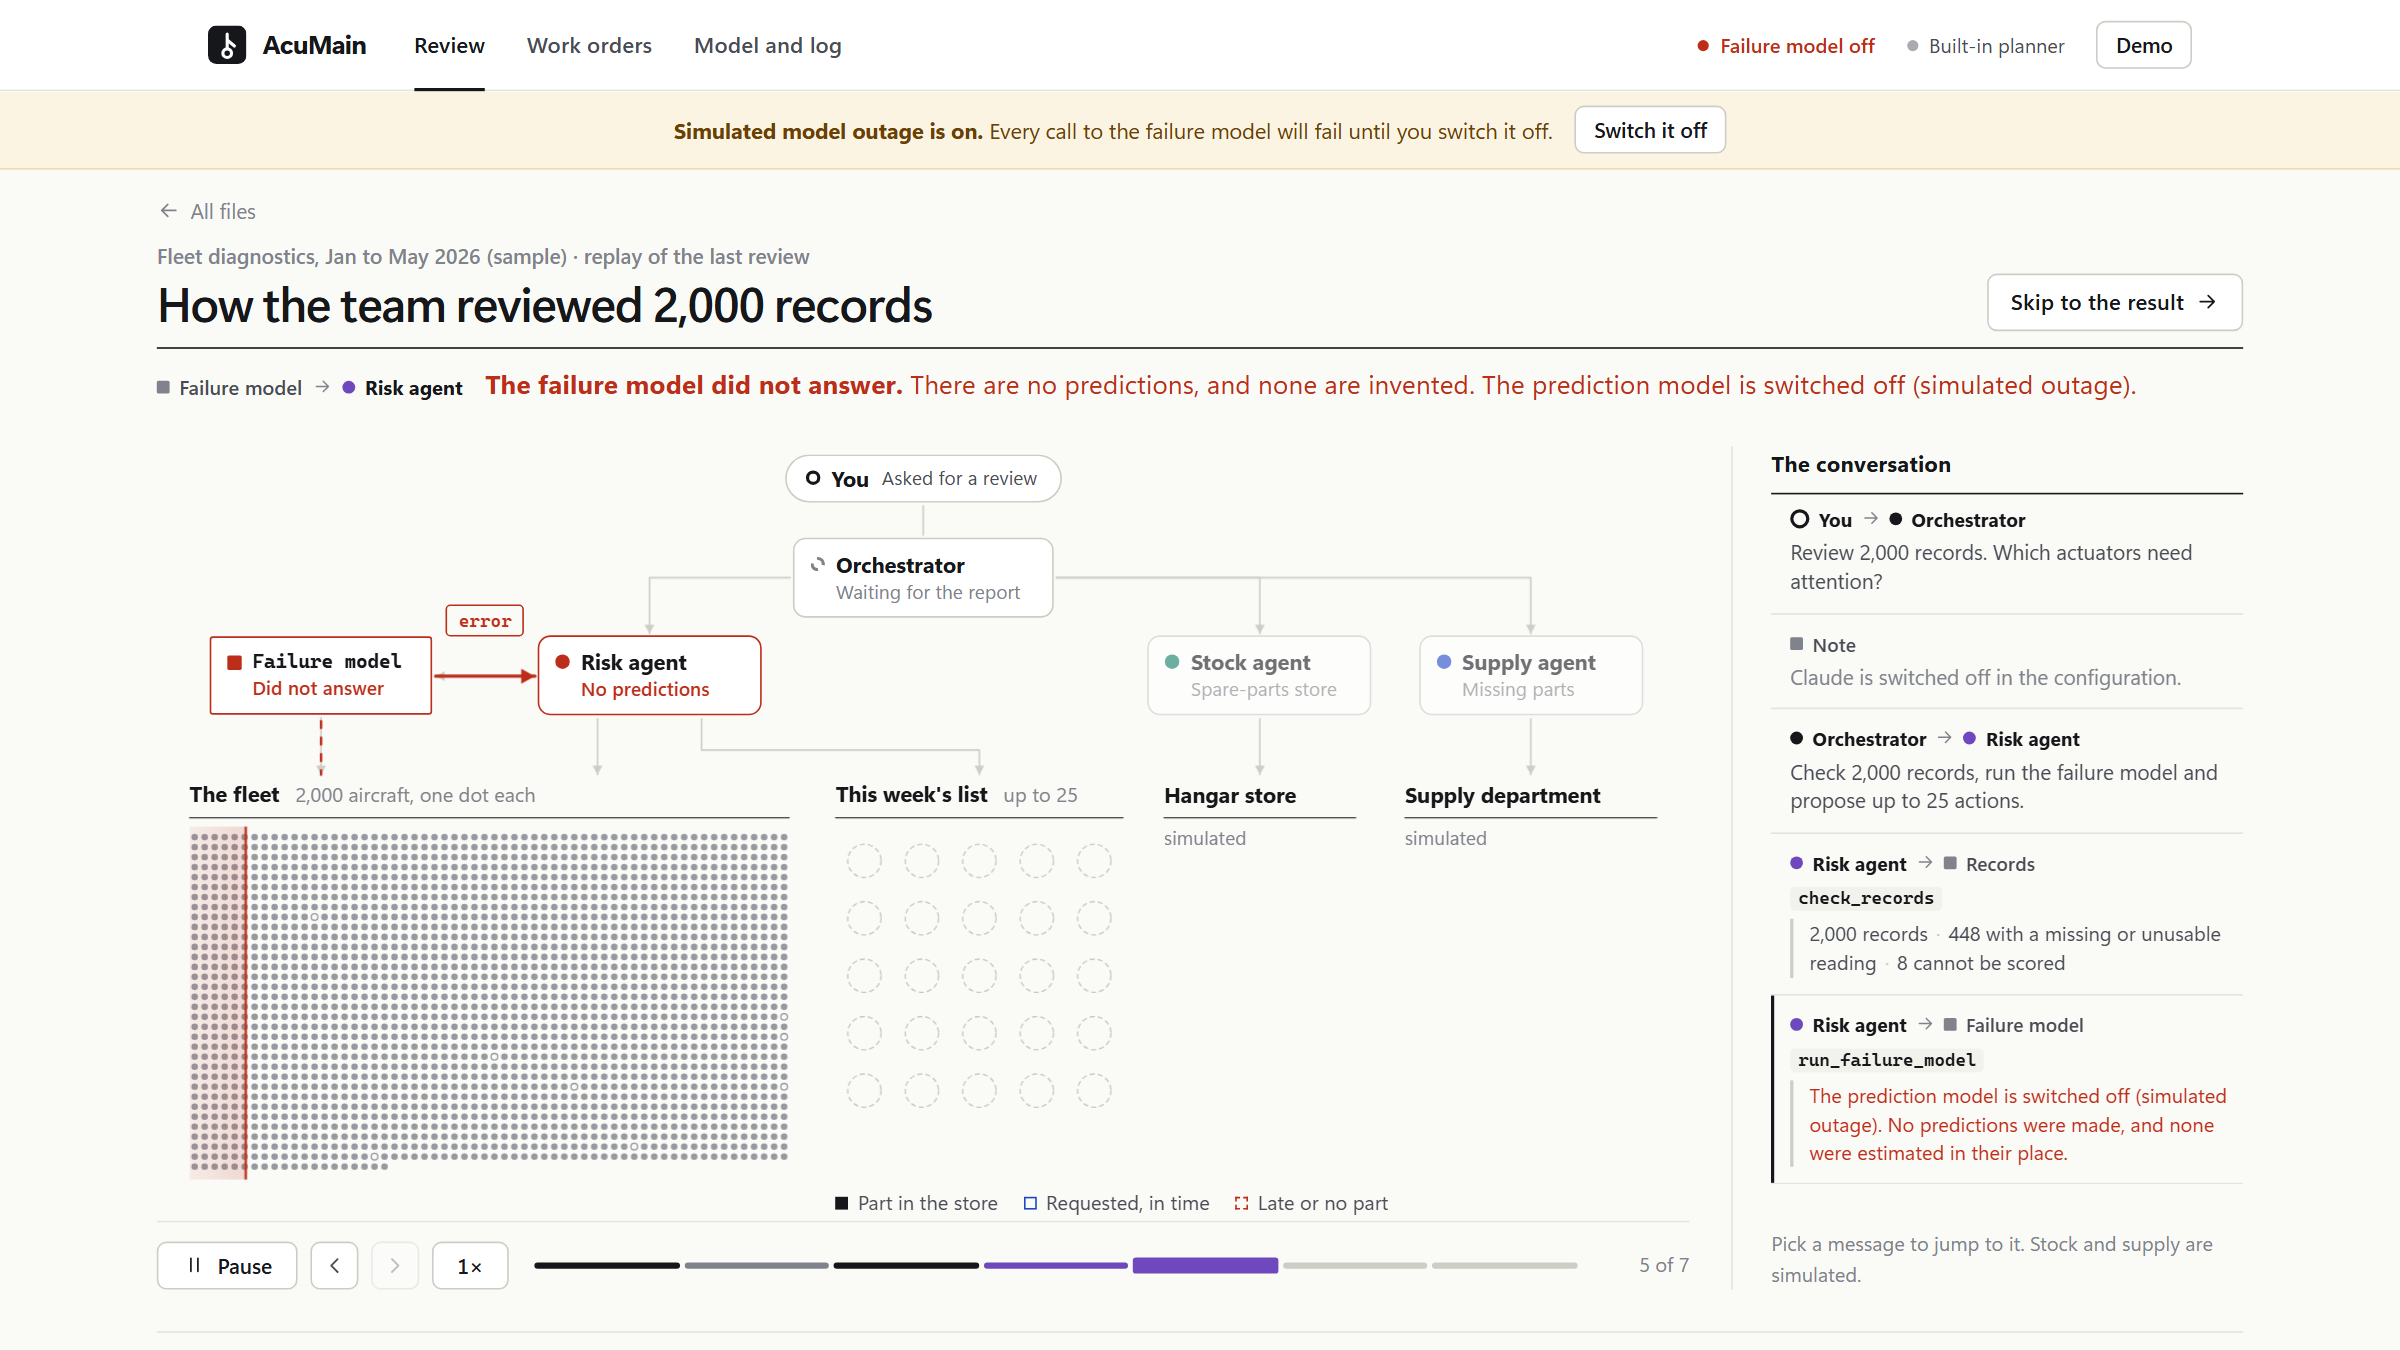 AcuMain
Review
Work orders
Model and log
Failure model off
Built-in planner
Demo
Simulated model outage is on. Every call to the failure model will fail until you switch it off.
Switch it off
← All files
Fleet diagnostics, Jan to May 2026 (sample) · replay of the last review
How the team reviewed 2,000 records
Skip to the result →
Failure model → Risk agent
The failure model did not answer. There are no predictions, and none are invented. The prediction model is switched off (simulated outage).
You Asked for a review
Orchestrator
Waiting for the report
error
Failure model
Did not answer
Risk agent
No predictions
Stock agent
Spare-parts store
Supply agent
Missing parts
The fleet 2,000 aircraft, one dot each
This week's list up to 25
Hangar store
simulated
Supply department
simulated
Part in the store
Requested, in time
Late or no part
Pause
1×
5 of 7
The conversation
You → Orchestrator
Review 2,000 records. Which actuators need
attention?
Note
Claude is switched off in the configuration.
Orchestrator → Risk agent
Check 2,000 records, run the failure model and
propose up to 25 actions.
Risk agent → Records
check_records
2,000 records · 448 with a missing or unusable
reading · 8 cannot be scored
Risk agent → Failure model
run_failure_model
The prediction model is switched off (simulated
outage). No predictions were made, and none
were estimated in their place.
Pick a message to jump to it. Stock and supply are
simulated.